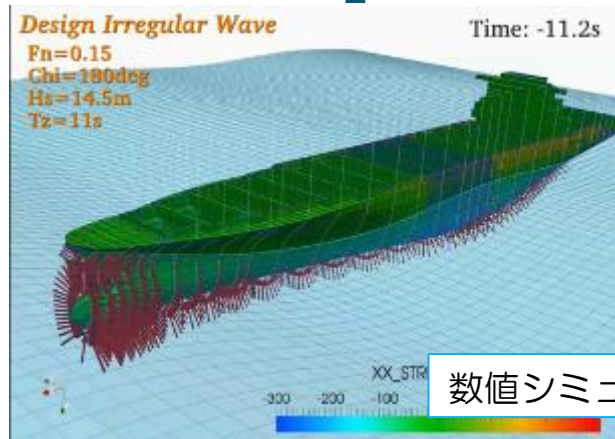 Design Irregular Wave
Time: -11.2s
Fn=0.15
Chi=180deg
Hs=14.5m
Tz=11s
XX_STR
数値シミュ
-300 -200 -100